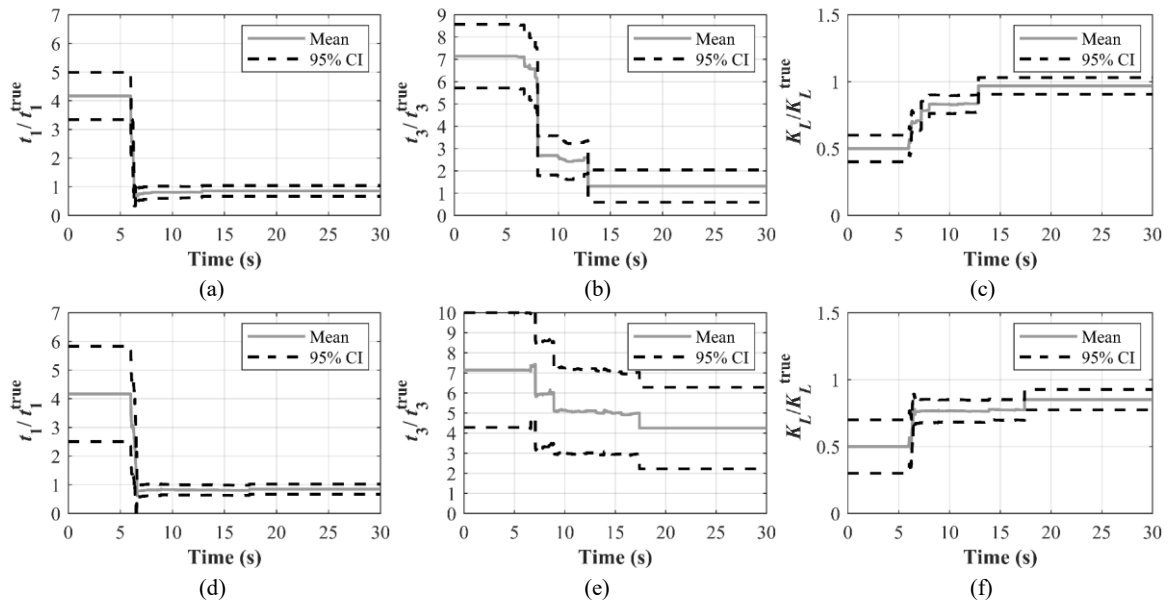 7
6
5
4
3
2
1
0
t₁/ t₁ᵗʳᵘᵉ
Mean
95% CI
0 5 10 15 20 25 30
Time (s)
(a)
9
8
7
6
5
4
3
2
1
0
t₃/ t₃ᵗʳᵘᵉ
Mean
95% CI
0 5 10 15 20 25 30
Time (s)
(b)
1.5
1
0.5
0
K_L/K_L^true
Mean
95% CI
0 5 10 15 20 25 30
Time (s)
(c)
7
6
5
4
3
2
1
0
t₁/ t₁ᵗʳᵘᵉ
Mean
95% CI
0 5 10 15 20 25 30
Time (s)
(d)
10
9
8
7
6
5
4
3
2
1
0
t₃/ t₃ᵗʳᵘᵉ
Mean
95% CI
0 5 10 15 20 25 30
Time (s)
(e)
1.5
1
0.5
0
K_L/K_L^true
Mean
95% CI
0 5 10 15 20 25 30
Time (s)
(f)